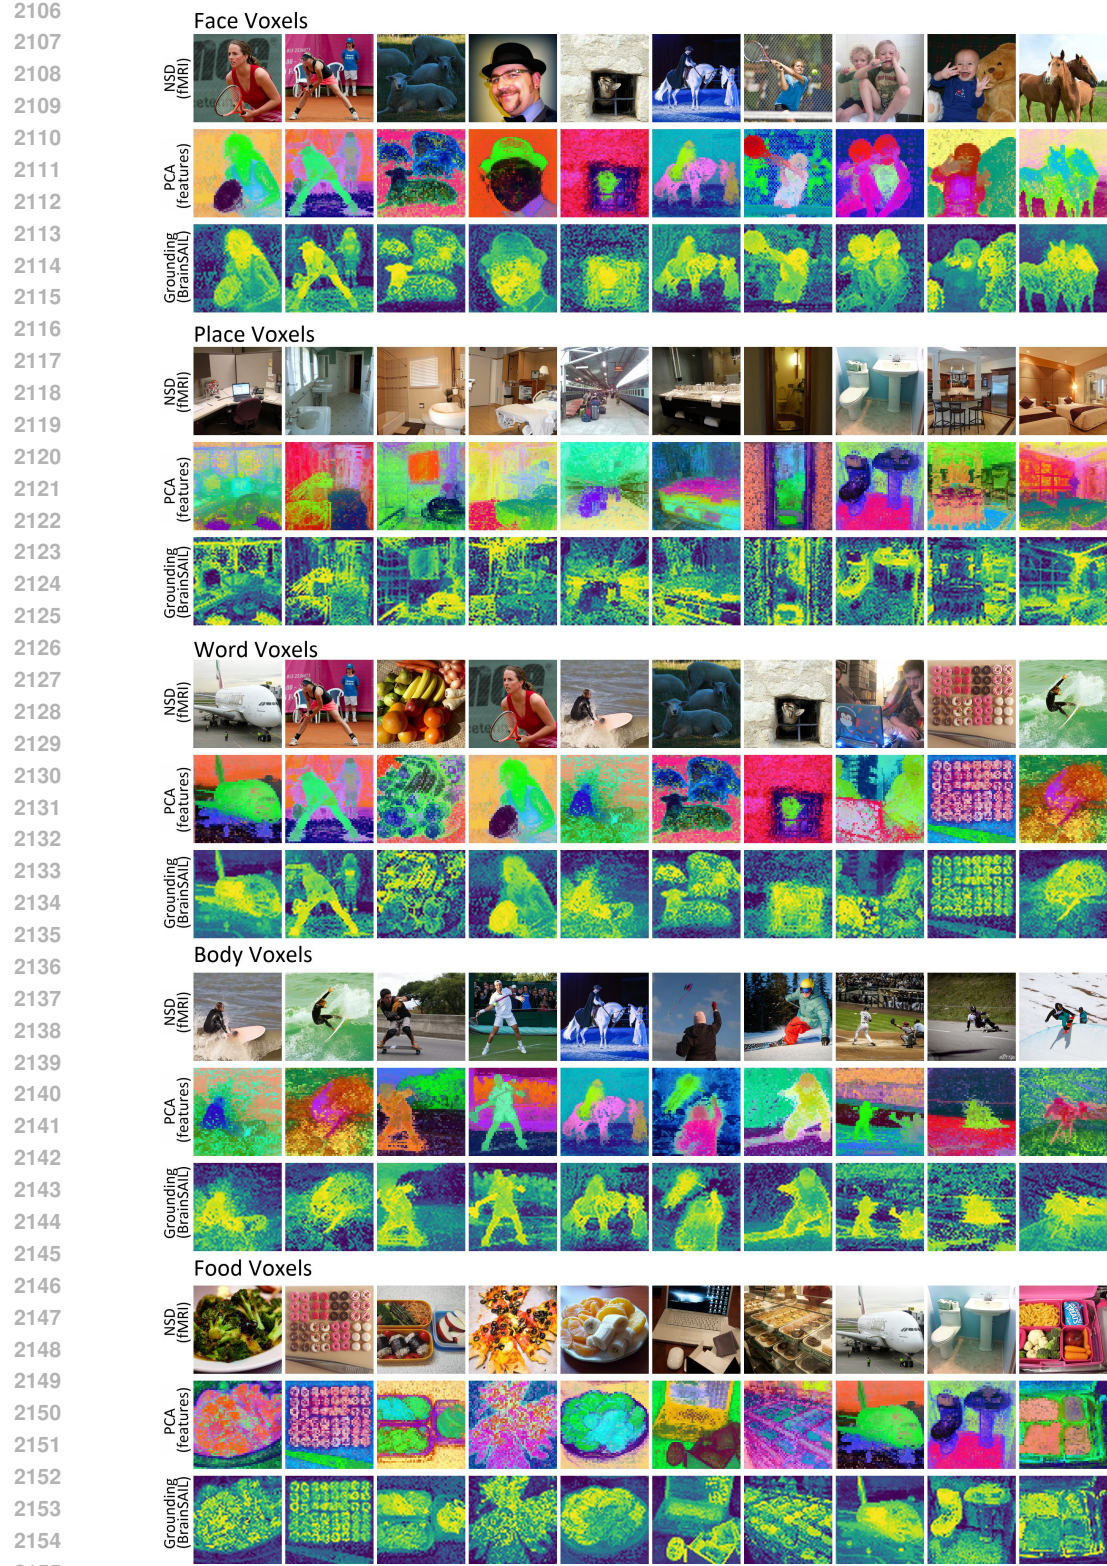 2106
Face Voxels
2107
2108
2109
NSD
(fMRI)
2110
2111
2112
PCA
(features)
2113
2114
2115
Grounding
(BrainSAIL)
2116
Place Voxels
2117
2118
2119
NSD
(fMRI)
2120
2121
2122
PCA
(features)
2123
2124
2125
Grounding
(BrainSAIL)
2126
Word Voxels
2127
2128
2129
NSD
(fMRI)
2130
2131
2132
PCA
(features)
2133
2134
2135
Grounding
(BrainSAIL)
Body Voxels
2136
2137
2138
2139
NSD
(fMRI)
2140
2141
2142
PCA
(features)
2143
2144
2145
Grounding
(BrainSAIL)
Food Voxels
2146
2147
2148
NSD
(fMRI)
2149
2150
2151
PCA
(features)
2152
2153
2154
Grounding
(BrainSAIL)